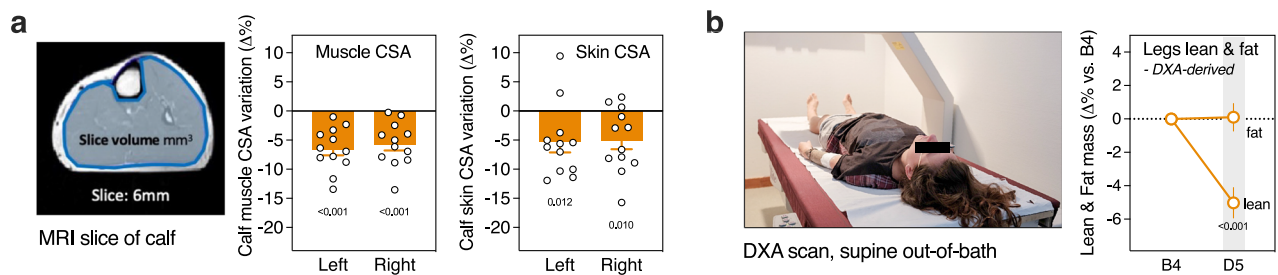 a
Slice volume mm³
Slice: 6mm
MRI slice of calf
Calf muscle CSA variation (Δ%)
10
5
0
-5
-10
-15
-20
Muscle CSA
<0.001
<0.001
Left
Right
Calf skin CSA variation (Δ%)
10
5
0
-5
-10
-15
-20
Skin CSA
0.012
0.010
Left
Right
b
DXA scan, supine out-of-bath
Lean & Fat mass (Δ% vs. B4)
4
2
0
-2
-4
-6
Legs lean & fat
- DXA-derived
fat
lean
<0.001
B4
D5